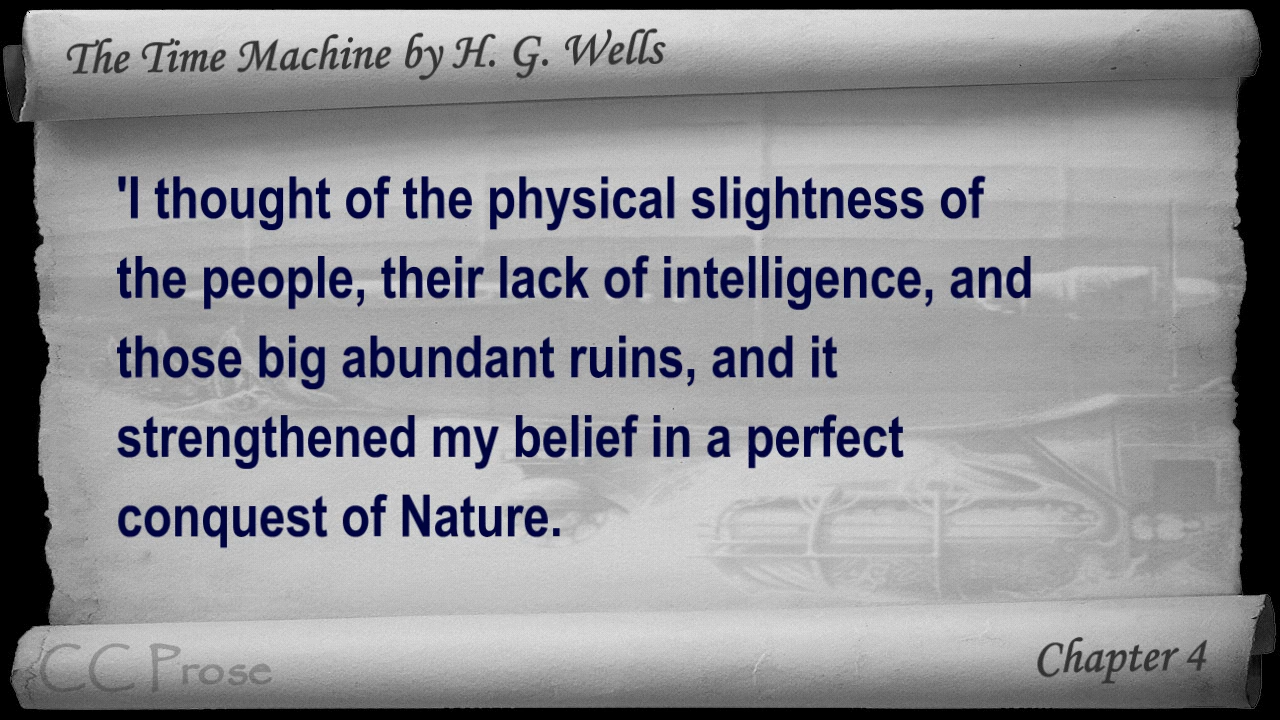 The Time Machine by H. G. Wells
'I thought of the physical slightness of
the people, their lack of intelligence, and
those big abundant ruins, and it
strengthened my belief in a perfect
conquest of Nature.
CC Prose
Chapter 4